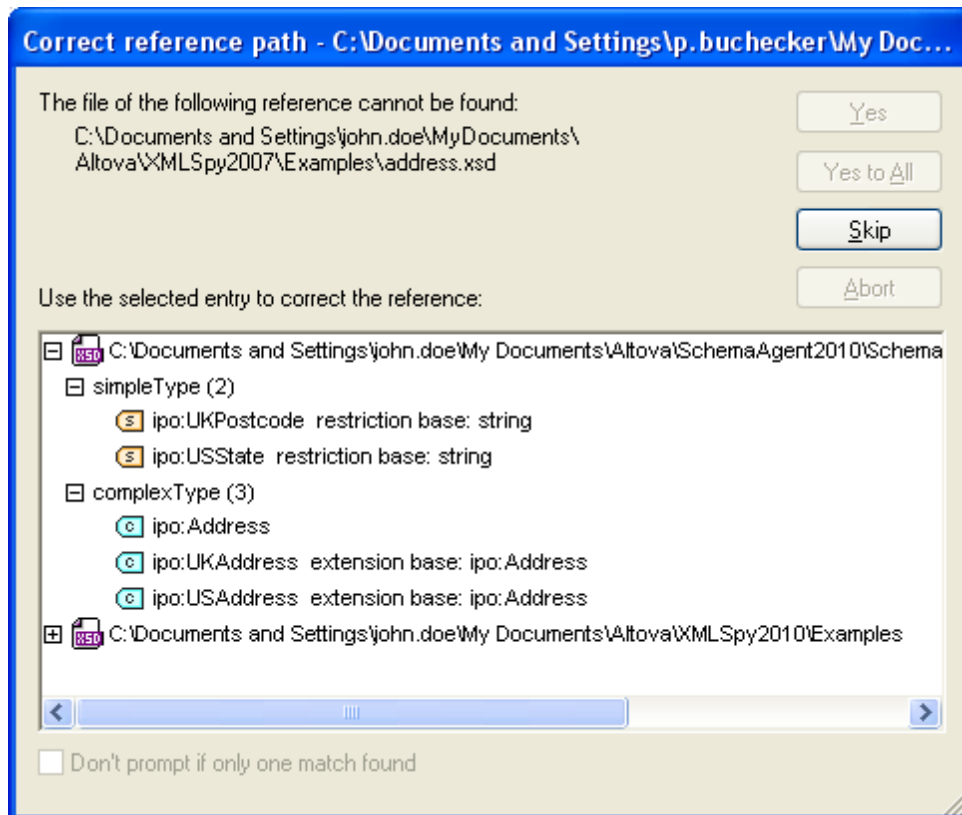 Correct reference path - C:\Documents and Settings\p.buchecker\My Doc...
The file of the following reference cannot be found:
C:\Documents and Settings\john.doe\MyDocuments\
Altova\XMLSpy2007\Examples\address.xsd
Yes
Yes to All
Skip
Abort
Use the selected entry to correct the reference:
XSD C:\Documents and Settings\john.doe\My Documents\Altova\SchemaAgent2010\Schema
simpleType (2)
s ipo:UKPostcode restriction base: string
s ipo:USState restriction base: string
complexType (3)
c ipo:Address
c ipo:UKAddress extension base: ipo:Address
c ipo:USAddress extension base: ipo:Address
XSD C:\Documents and Settings\john.doe\My Documents\Altova\XMLSpy2010\Examples
Don't prompt if only one match found